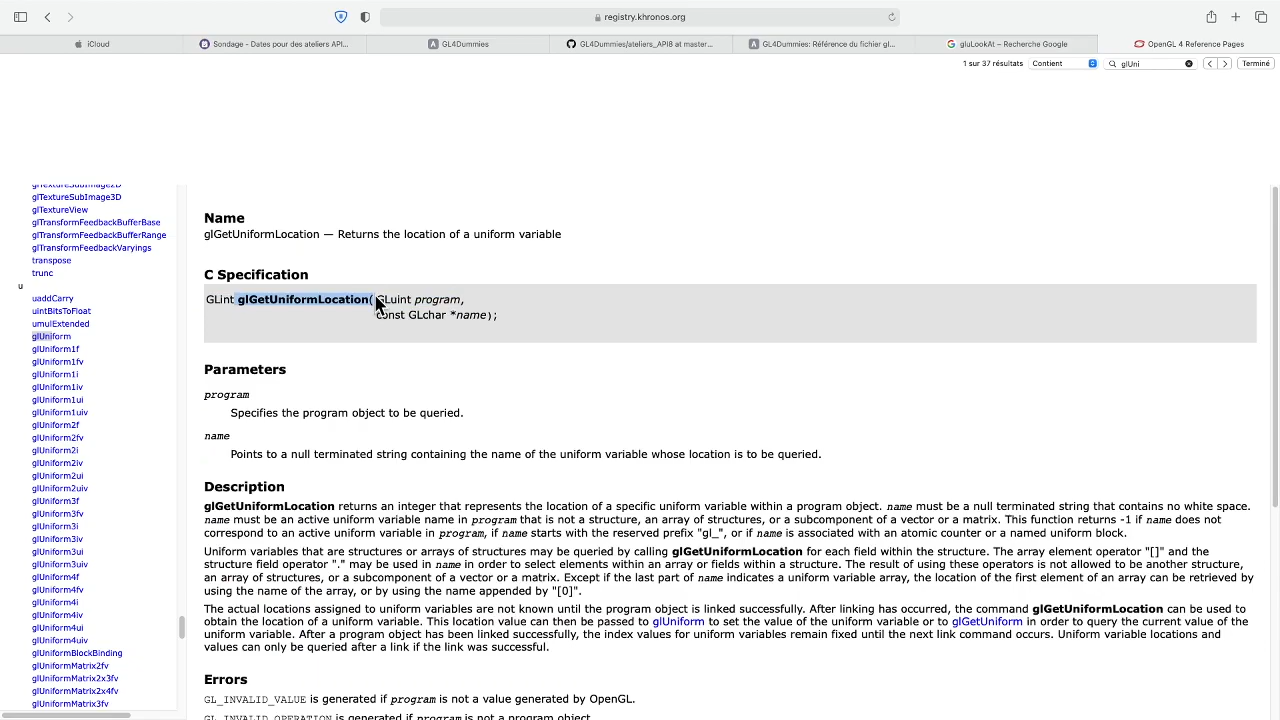 registry.khronos.org
iCloud
Sondage - Dates pour des ateliers API...
GL4Dummies
GL4Dummies/ateliers_API8 at master...
GL4Dummies: Référence du fichier gl...
gluLookAt – Recherche Google
OpenGL 4 Reference Pages
1 sur 37 résultats
Contient
glUni
Terminé
glTextureSubImage2D
glTextureSubImage3D
glTextureView
glTransformFeedbackBufferBase
glTransformFeedbackBufferRange
glTransformFeedbackVaryings
transpose
trunc
u
uaddCarry
uintBitsToFloat
umulExtended
glUniform
glUniform1f
glUniform1fv
glUniform1i
glUniform1iv
glUniform1ui
glUniform1uiv
glUniform2f
glUniform2fv
glUniform2i
glUniform2iv
glUniform2ui
glUniform2uiv
glUniform3f
glUniform3fv
glUniform3i
glUniform3iv
glUniform3ui
glUniform3uiv
glUniform4f
glUniform4fv
glUniform4i
glUniform4iv
glUniform4ui
glUniform4uiv
glUniformBlockBinding
glUniformMatrix2fv
glUniformMatrix2x3fv
glUniformMatrix2x4fv
glUniformMatrix3fv
Name
glGetUniformLocation — Returns the location of a uniform variable
C Specification
GLint glGetUniformLocation( GLuint program,
const GLchar *name);
Parameters
program
Specifies the program object to be queried.
name
Points to a null terminated string containing the name of the uniform variable whose location is to be queried.
Description
glGetUniformLocation returns an integer that represents the location of a specific uniform variable within a program object. name must be a null terminated string that contains no white space.
name must be an active uniform variable name in program that is not a structure, an array of structures, or a subcomponent of a vector or a matrix. This function returns -1 if name does not
correspond to an active uniform variable in program, if name starts with the reserved prefix "gl_", or if name is associated with an atomic counter or a named uniform block.
Uniform variables that are structures or arrays of structures may be queried by calling glGetUniformLocation for each field within the structure. The array element operator "[]" and the
structure field operator "." may be used in name in order to select elements within an array or fields within a structure. The result of using these operators is not allowed to be another structure,
an array of structures, or a subcomponent of a vector or a matrix. Except if the last part of name indicates a uniform variable array, the location of the first element of an array can be retrieved by
using the name of the array, or by using the name appended by "[0]".
The actual locations assigned to uniform variables are not known until the program object is linked successfully. After linking has occurred, the command glGetUniformLocation can be used to
obtain the location of a uniform variable. This location value can then be passed to glUniform to set the value of the uniform variable or to glGetUniform in order to query the current value of the
uniform variable. After a program object has been linked successfully, the index values for uniform variables remain fixed until the next link command occurs. Uniform variable locations and
values can only be queried after a link if the link was successful.
Errors
GL_INVALID_VALUE is generated if program is not a value generated by OpenGL.
GL_INVALID_OPERATION is generated if program is not a program object.